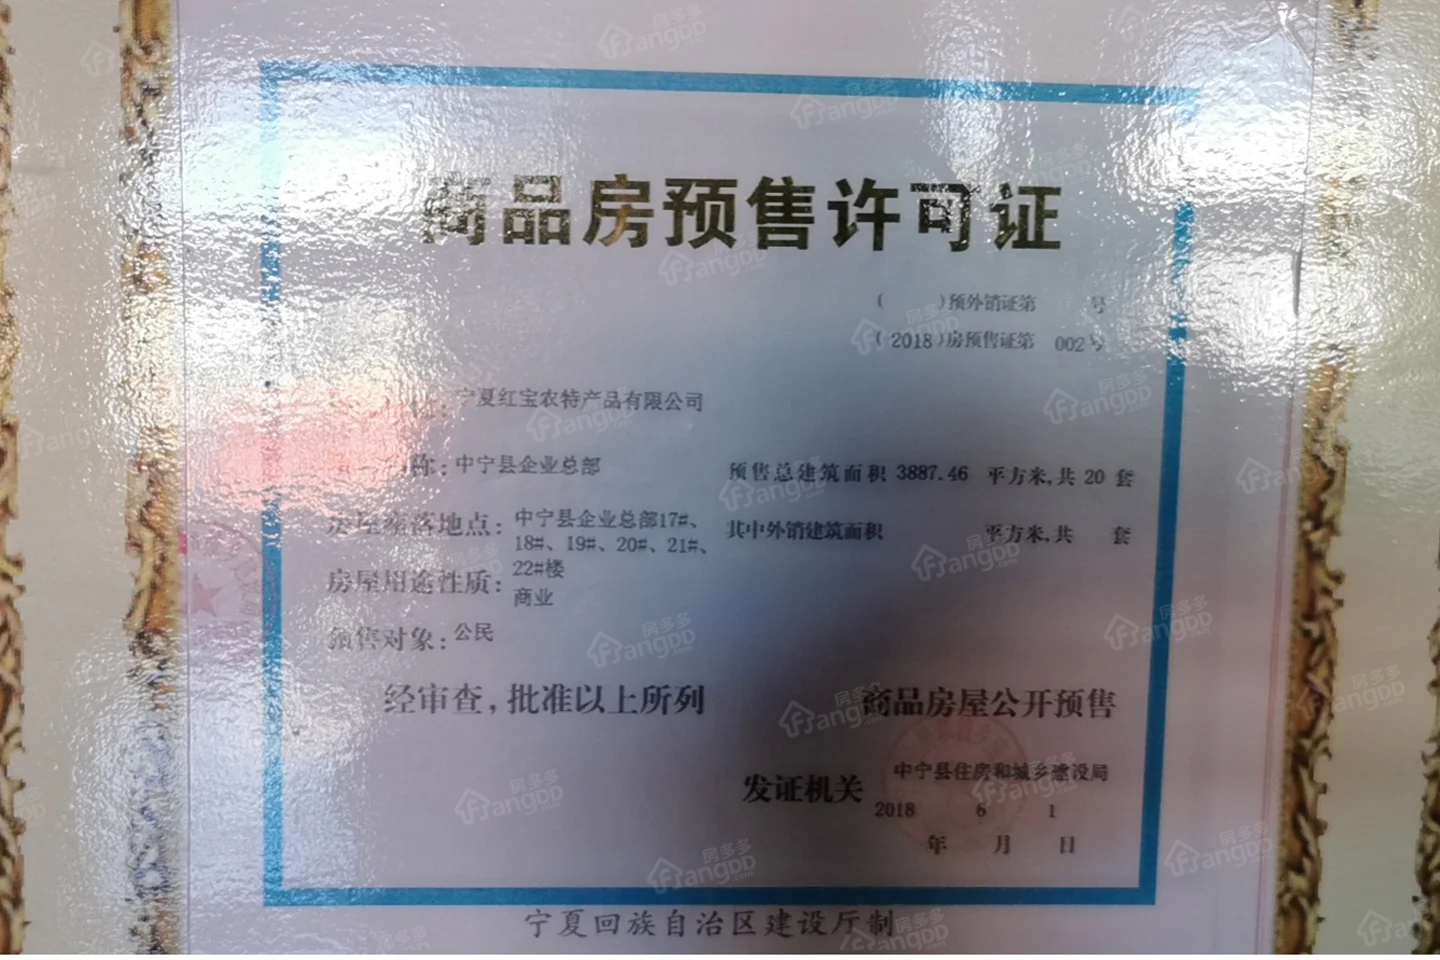 商品房预售许可证
( )预外销证第 号
(2018)房预售证第 002号
宁夏红宝农特产品有限公司
称:中宁县企业总部
预售总建筑面积 3887.46 平方米,共 20 套
房屋座落地点:中宁县企业总部17#、
18#、19#、20#、21#、
22#楼
其中外销建筑面积 平方米,共 套
房屋用途性质:商业
预售对象:公民
经审查,批准以上所列 商品房屋公开预售
发证机关 中宁县住房和城乡建设局
2018 6 1
年 月 日
宁夏回族自治区建设厅制
房多多
Fangdd.com